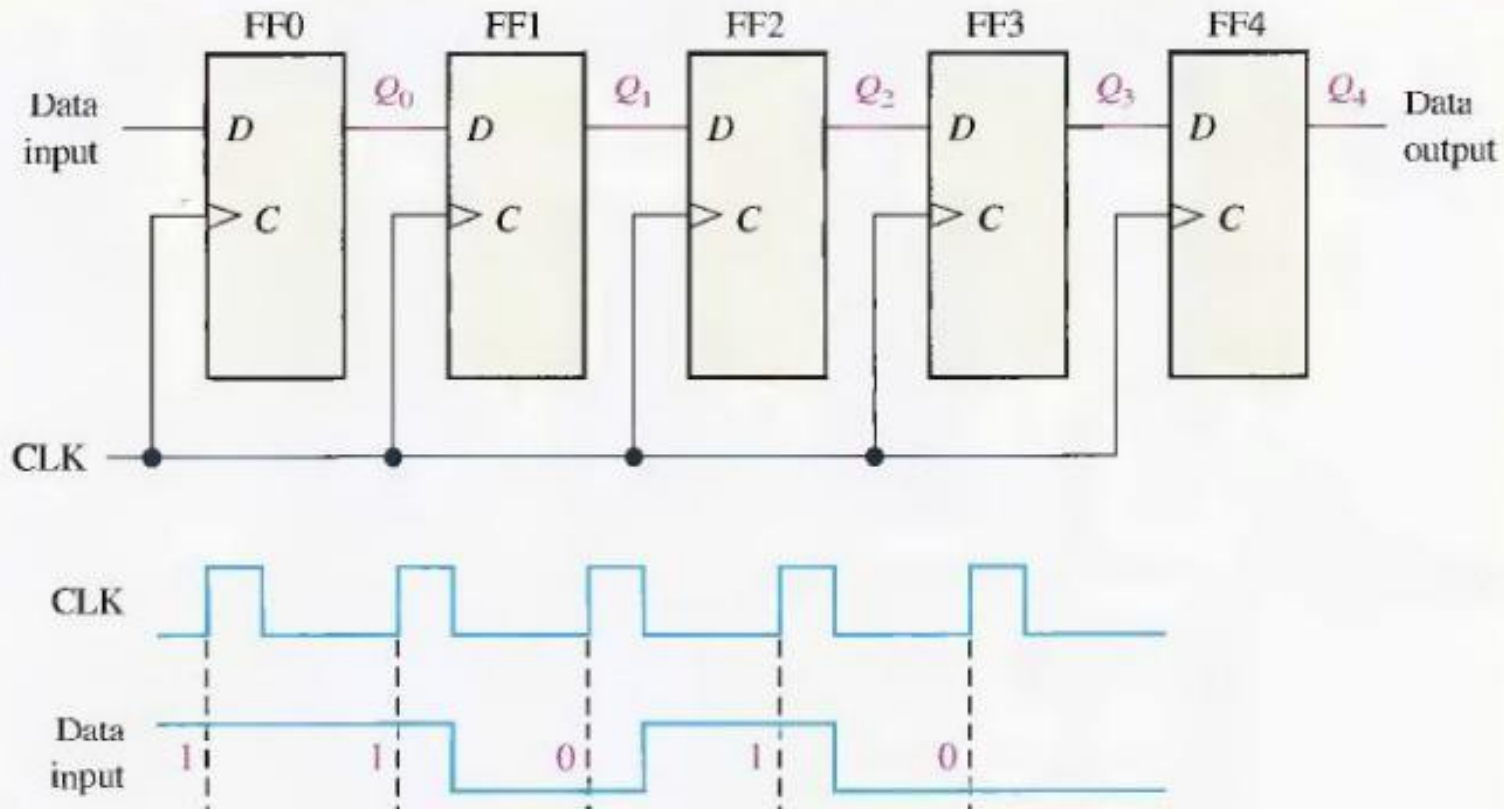 FF0 FF1 FF2 FF3 FF4
Data input
D
C
Q0
D
C
Q1
D
C
Q2
D
C
Q3
D
C
Q4
Data output
CLK
CLK
Data input
1 1 0 1 0